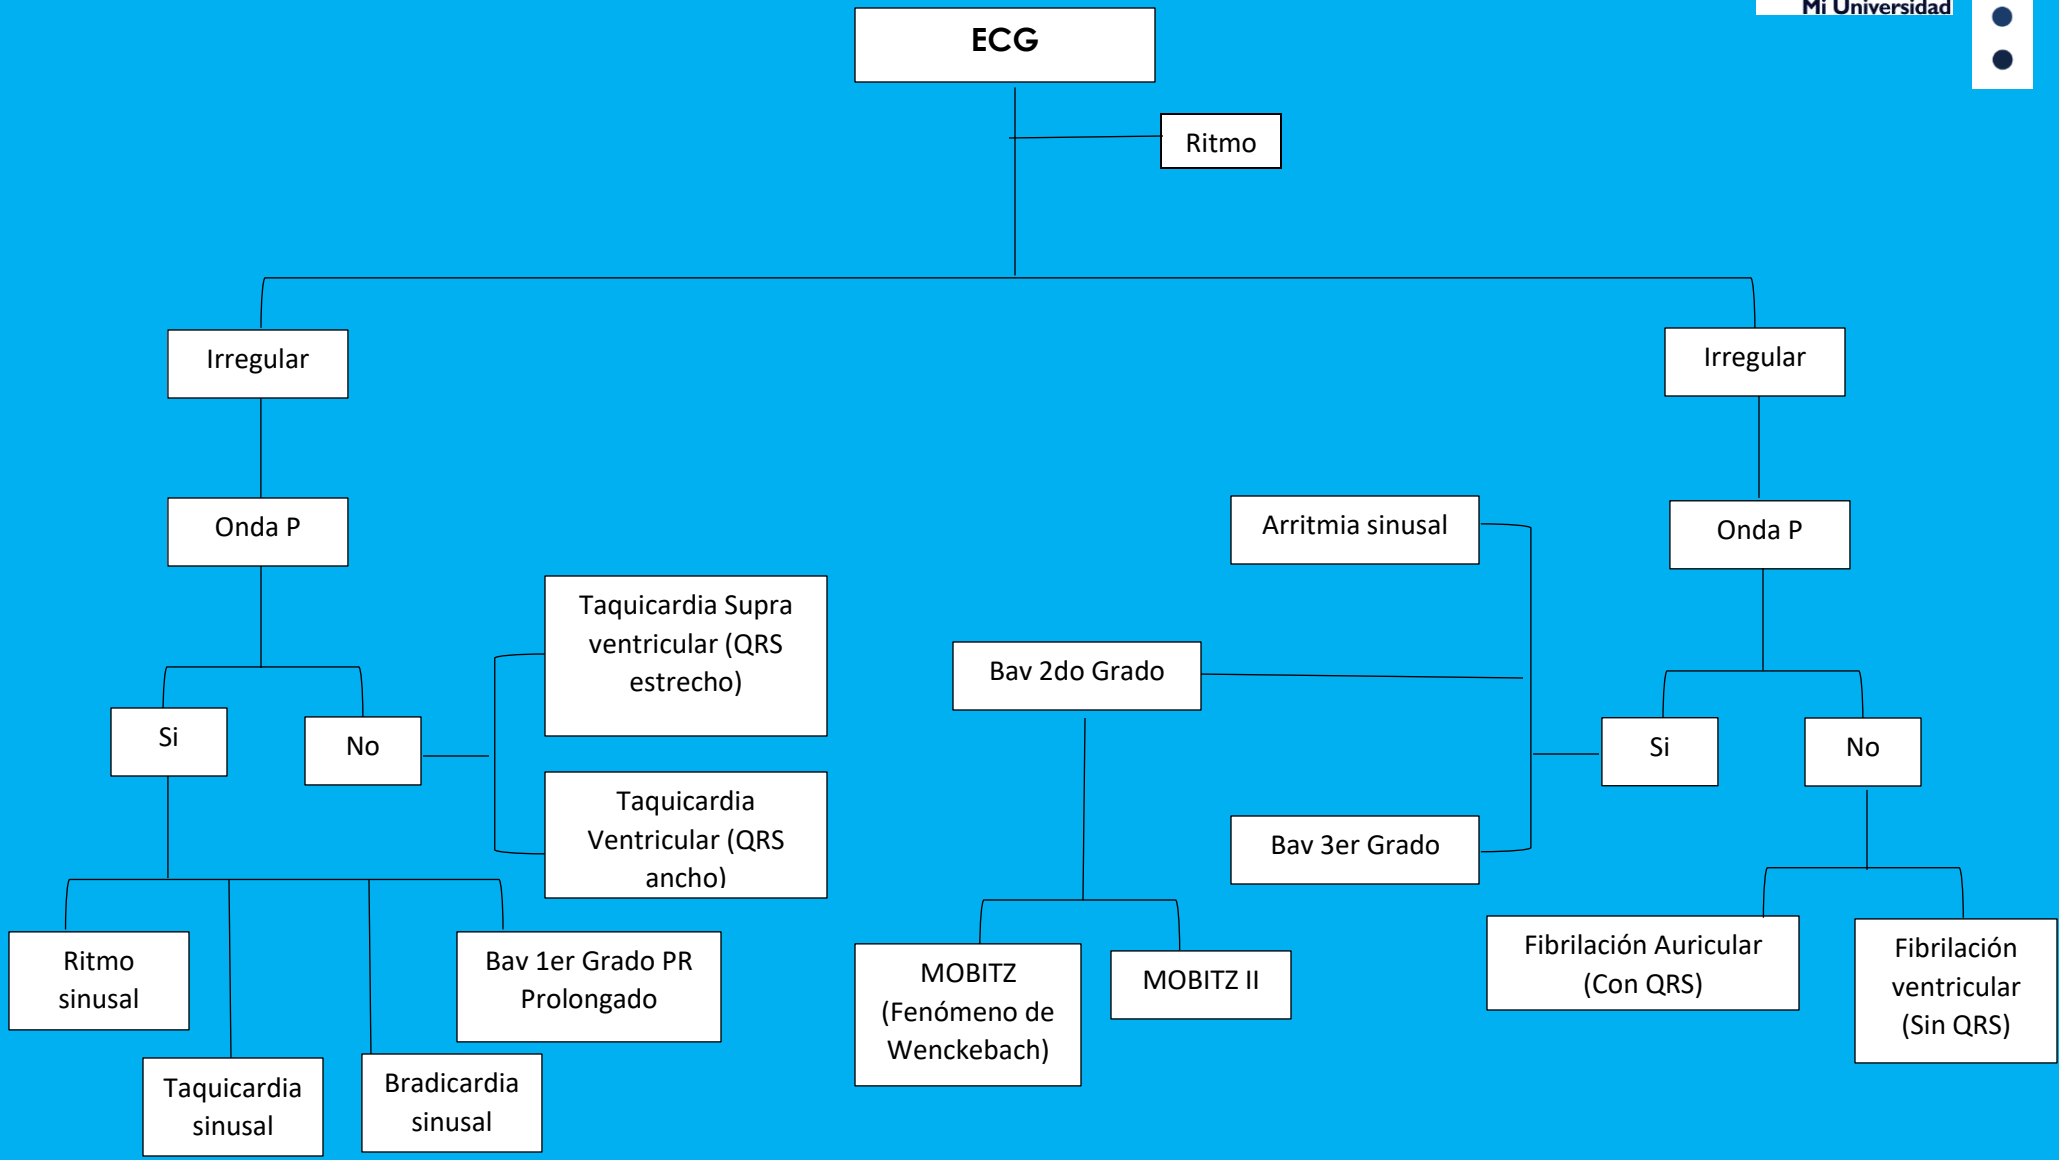 Mi Universidad
ECG
Ritmo
Irregular
Irregular
Onda P
Arritmia sinusal
Onda P
Taquicardia Supra
ventricular (QRS
estrecho)
Bav 2do Grado
Si
No
Si
No
Taquicardia
Ventricular (QRS
ancho)
Bav 3er Grado
Ritmo
sinusal
Bav 1er Grado PR
Prolongado
MOBITZ
(Fenómeno de
Wenckebach)
MOBITZ II
Fibrilación Auricular
(Con QRS)
Fibrilación
ventricular
(Sin QRS)
Taquicardia
sinusal
Bradicardia
sinusal